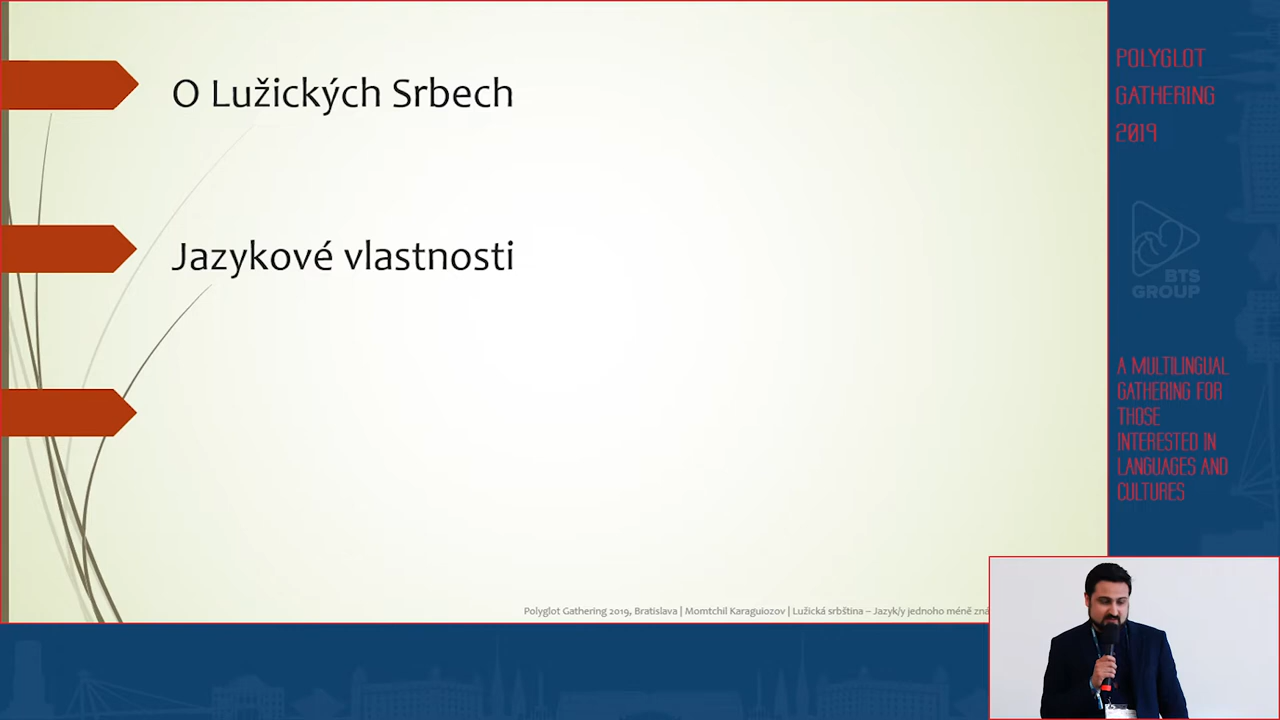 O Lužických Srbech
Jazykové vlastnosti
Polyglot Gathering 2019, Bratislava | Momtchil Karaguiozov | Lužická srbština – Jazyk/y jednoho méně zná
POLYGLOT
GATHERING
2019
BTS
GROUP
A MULTILINGUAL
GATHERING FOR
THOSE
INTERESTED IN
LANGUAGES AND
CULTURES